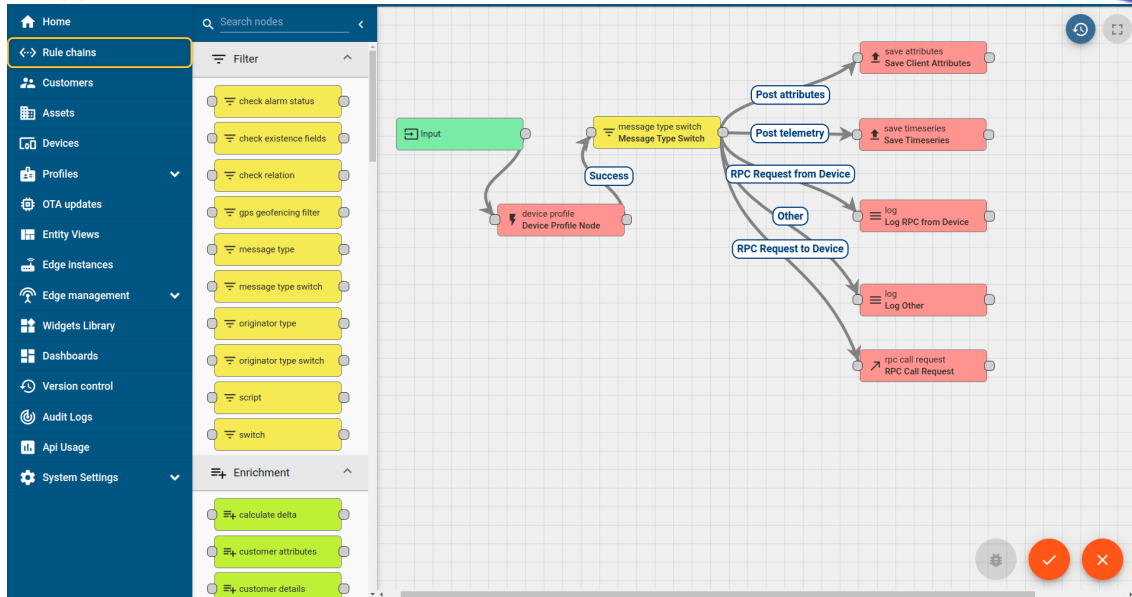 Home
Rule chains
Customers
Assets
Devices
Profiles
OTA updates
Entity Views
Edge instances
Edge management
Widgets Library
Dashboards
Version control
Audit Logs
Api Usage
System Settings
Search nodes
Filter
check alarm status
check existence fields
check relation
gps geofencing filter
message type
message type switch
originator type
originator type switch
script
switch
Enrichment
calculate delta
customer attributes
customer details
Input
device profile
Device Profile Node
Success
message type switch
Message Type Switch
Post attributes
Post telemetry
RPC Request from Device
Other
RPC Request to Device
save attributes
Save Client Attributes
save timeseries
Save Timeseries
log
Log RPC from Device
log
Log Other
rpc call request
RPC Call Request